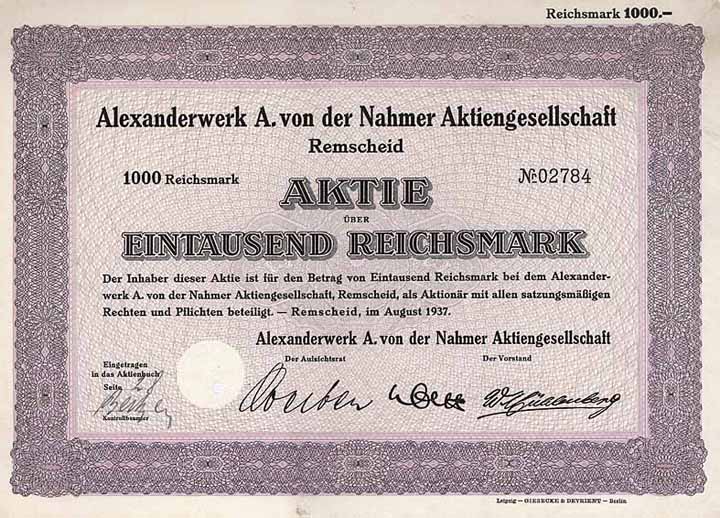 Reichsmark 1000.—
Alexanderwerk A. von der Nahmer Aktiengesellschaft
Remscheid
1000 Reichsmark
AKTIE
№ 02784
ÜBER
EINTAUSEND REICHSMARK
Der Inhaber dieser Aktie ist für den Betrag von Eintausend Reichsmark bei dem Alexander-
werk A. von der Nahmer Aktiengesellschaft, Remscheid, als Aktionär mit allen satzungsmäßigen
Rechten und Pflichten beteiligt. — Remscheid, im August 1937.
Alexanderwerk A. von der Nahmer Aktiengesellschaft
Eingetragen
in das Aktienbuch
Seite
Kontrollbeamter
Der Aufsichtsrat
Der Vorstand
Leipzig — GIESECKE & DEVRIENT — Berlin